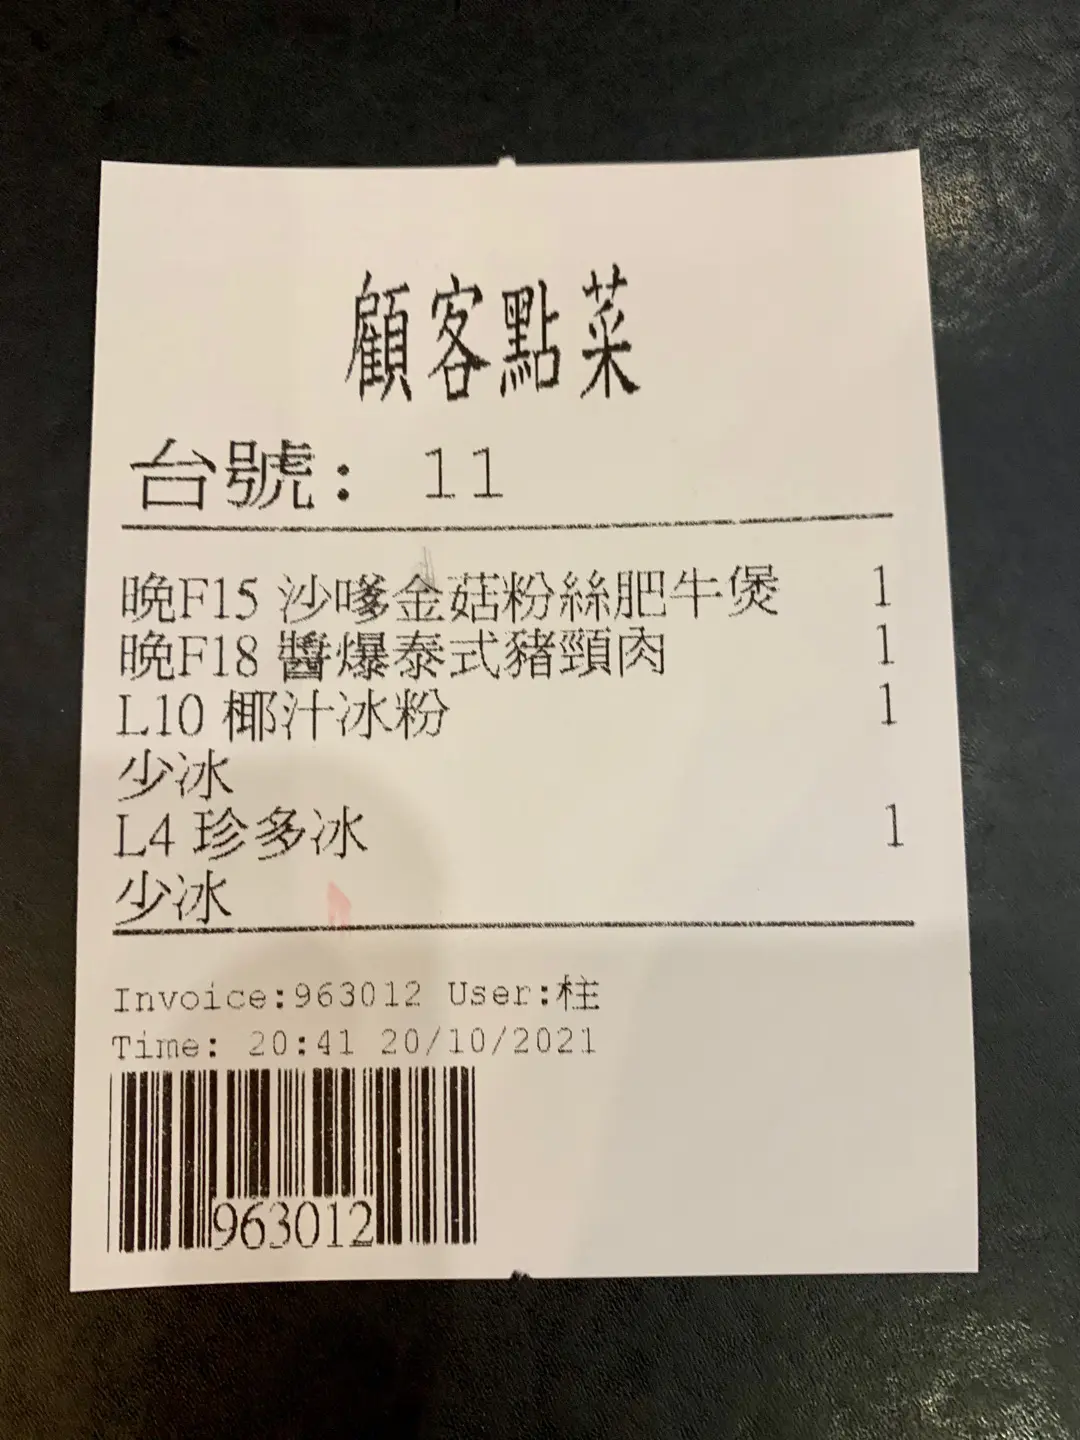 顧客點菜
台號: 11
晚F15 沙嗲金菇粉絲肥牛煲 1
晚F18 醬爆泰式豬頸肉 1
L10 椰汁冰粉 1
少冰
L4 珍多冰 1
少冰
Invoice:963012 User:柱
Time: 20:41 20/10/2021
963012